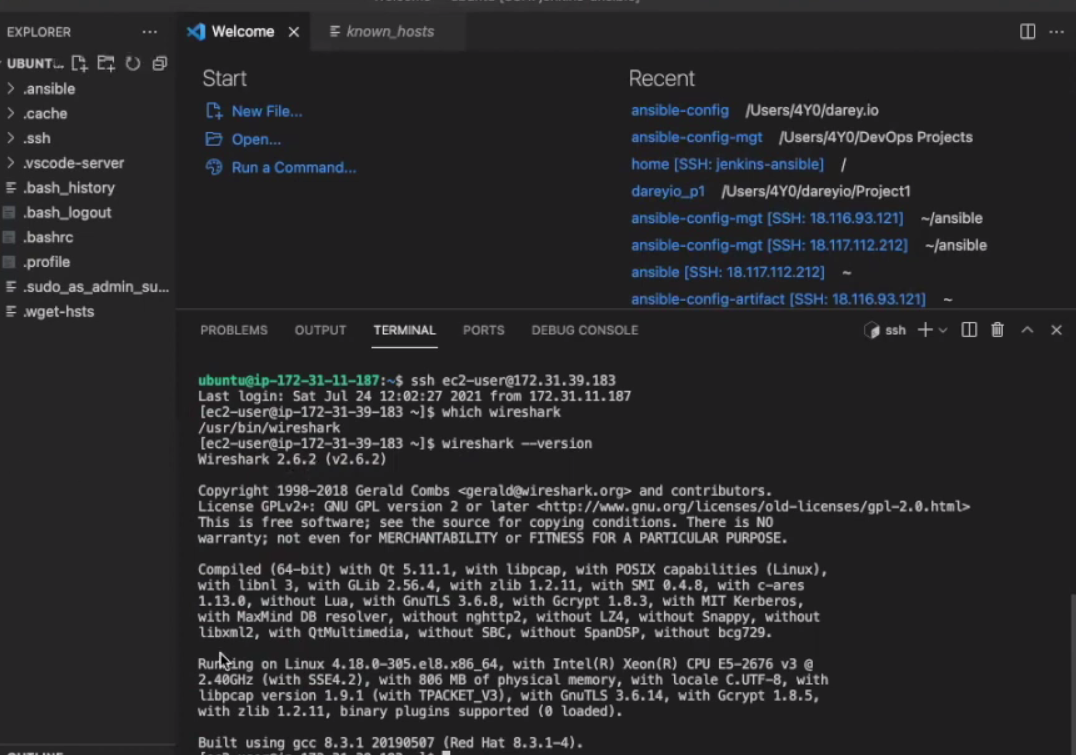 EXPLORER
UBUNT...
.ansible
.cache
.ssh
.vscode-server
.bash_history
.bash_logout
.bashrc
.profile
.sudo_as_admin_su...
.wget-hsts
Welcome
known_hosts
Start
New File...
Open...
Run a Command...
Recent
ansible-config /Users/4Y0/darey.io
ansible-config-mgt /Users/4Y0/DevOps Projects
home [SSH: jenkins-ansible] /
dareyio_p1 /Users/4Y0/dareyio/Project1
ansible-config-mgt [SSH: 18.116.93.121] ~/ansible
ansible-config-mgt [SSH: 18.117.112.212] ~/ansible
ansible [SSH: 18.117.112.212] ~
ansible-config-artifact [SSH: 18.116.93.121] ~
PROBLEMS OUTPUT TERMINAL PORTS DEBUG CONSOLE ssh
ubuntu@ip-172-31-11-187:~$ ssh ec2-user@172.31.39.183
Last login: Sat Jul 24 12:02:27 2021 from 172.31.11.187
[ec2-user@ip-172-31-39-183 ~]$ which wireshark
/usr/bin/wireshark
[ec2-user@ip-172-31-39-183 ~]$ wireshark --version
Wireshark 2.6.2 (v2.6.2)
Copyright 1998-2018 Gerald Combs <gerald@wireshark.org> and contributors.
License GPLv2+: GNU GPL version 2 or later <http://www.gnu.org/licenses/old-licenses/gpl-2.0.html>
This is free software; see the source for copying conditions. There is NO
warranty; not even for MERCHANTABILITY or FITNESS FOR A PARTICULAR PURPOSE.
Compiled (64-bit) with Qt 5.11.1, with libpcap, with POSIX capabilities (Linux),
with libnl 3, with GLib 2.56.4, with zlib 1.2.11, with SMI 0.4.8, with c-ares
1.13.0, without Lua, with GnuTLS 3.6.8, with Gcrypt 1.8.3, with MIT Kerberos,
with MaxMind DB resolver, without nghttp2, without LZ4, without Snappy, without
libxml2, with QtMultimedia, without SBC, without SpanDSP, without bcg729.
Running on Linux 4.18.0-305.el8.x86_64, with Intel(R) Xeon(R) CPU E5-2676 v3 @
2.40GHz (with SSE4.2), with 806 MB of physical memory, with locale C.UTF-8, with
libpcap version 1.9.1 (with TPACKET_V3), with GnuTLS 3.6.14, with Gcrypt 1.8.5,
with zlib 1.2.11, binary plugins supported (0 loaded).
Built using gcc 8.3.1 20190507 (Red Hat 8.3.1-4).